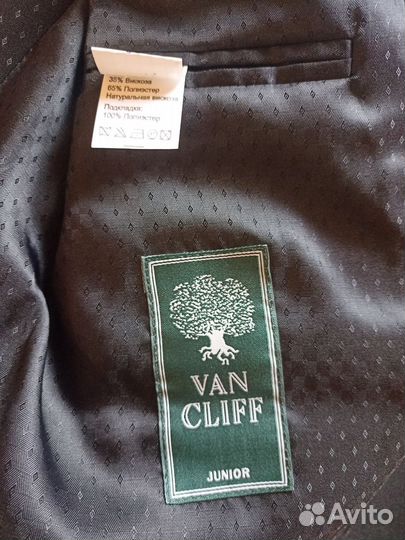 35% Вискоза
65% Полиэстер
Натуральная вискоза
Подкладка:
100% Полиэстер
VAN
CLIFF
JUNIOR
Avito